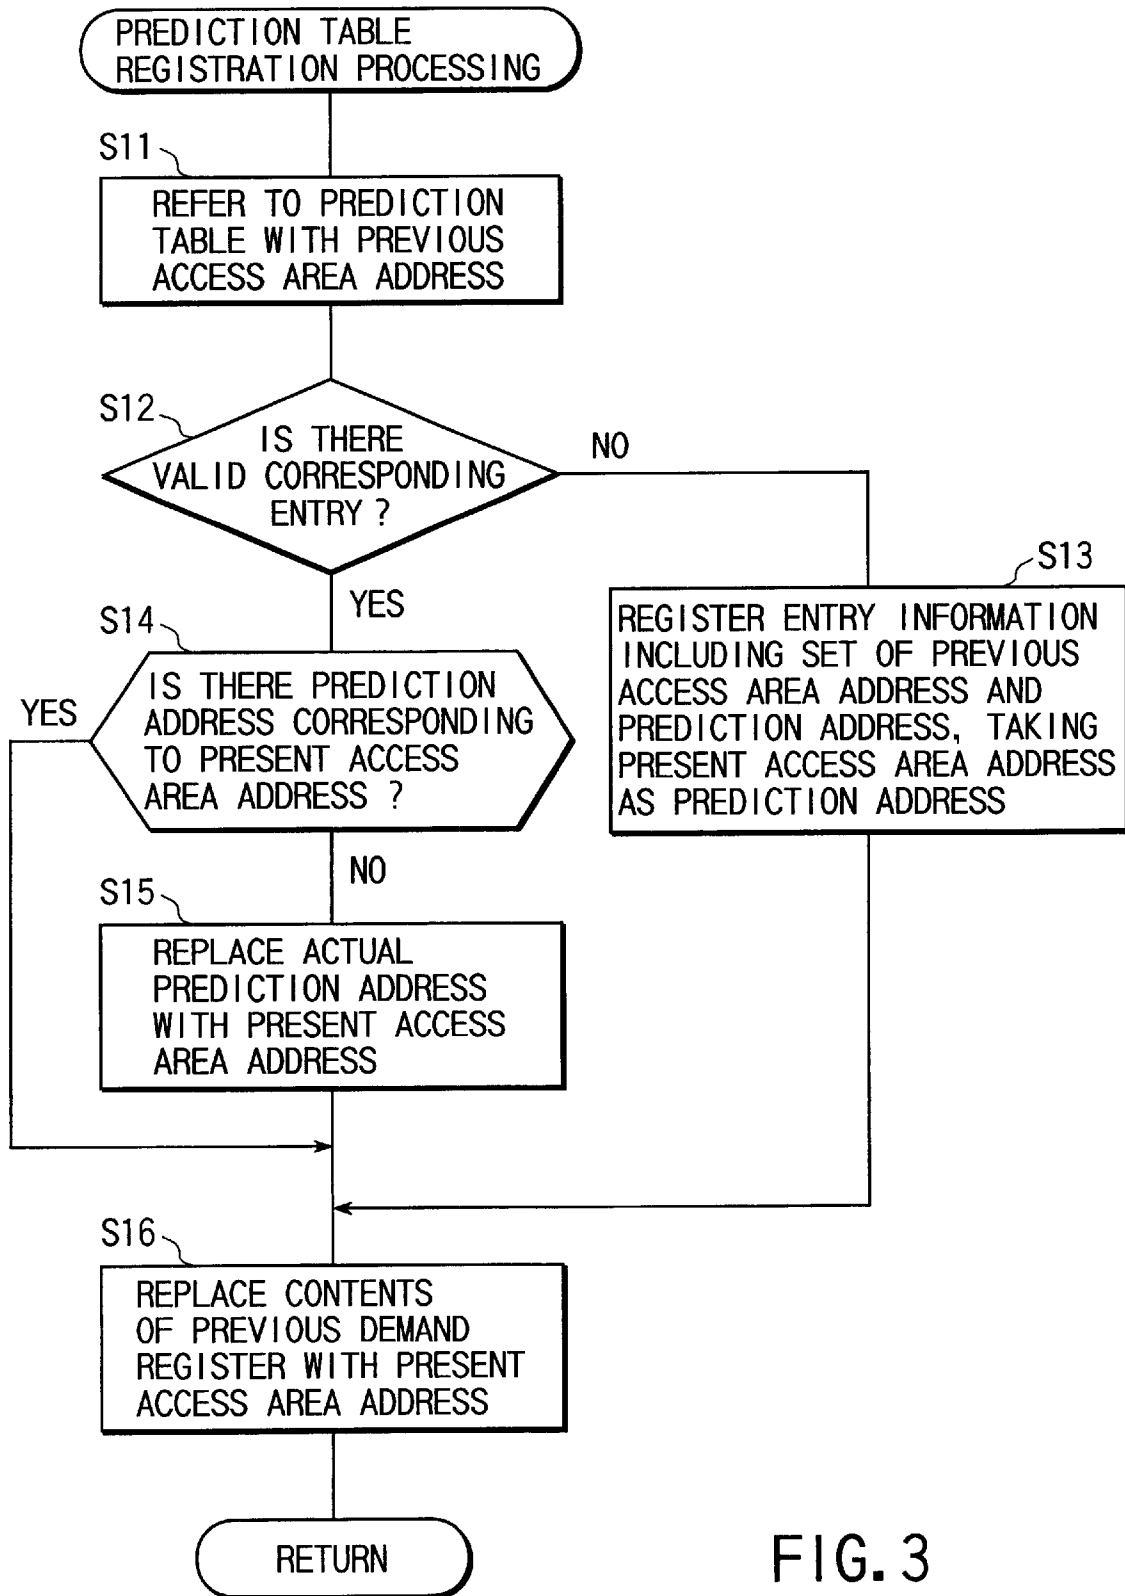 PREDICTION TABLE
REGISTRATION PROCESSING
S11
REFER TO PREDICTION
TABLE WITH PREVIOUS
ACCESS AREA ADDRESS
S12
IS THERE
VALID CORRESPONDING
ENTRY ?
NO
YES
S13
REGISTER ENTRY INFORMATION
INCLUDING SET OF PREVIOUS
ACCESS AREA ADDRESS AND
PREDICTION ADDRESS, TAKING
PRESENT ACCESS AREA ADDRESS
AS PREDICTION ADDRESS
S14
IS THERE PREDICTION
ADDRESS CORRESPONDING
TO PRESENT ACCESS
AREA ADDRESS ?
YES
NO
S15
REPLACE ACTUAL
PREDICTION ADDRESS
WITH PRESENT ACCESS
AREA ADDRESS
S16
REPLACE CONTENTS
OF PREVIOUS DEMAND
REGISTER WITH PRESENT
ACCESS AREA ADDRESS
RETURN
FIG. 3